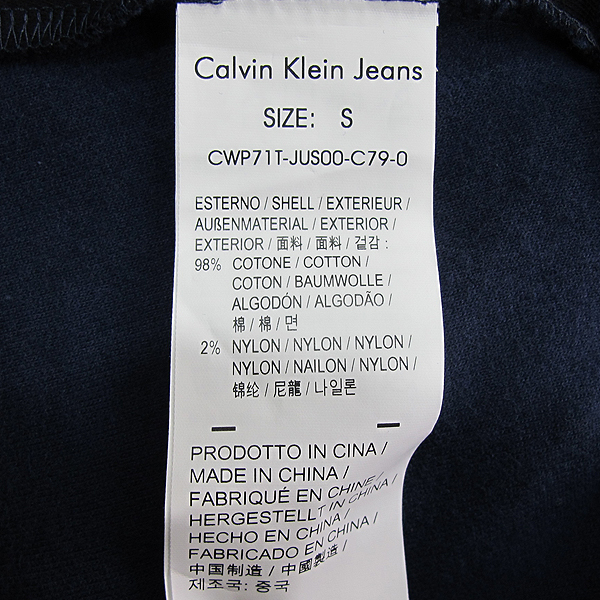 Calvin Klein Jeans
SIZE: S
CWP71T-JUS00-C79-0
ESTERNO / SHELL / EXTERIEUR /
AUßENMATERIAL / EXTERIOR /
EXTERIOR / 面料 / 面料 / 겉감 :
98% COTONE / COTTON /
COTON / BAUMWOLLE /
ALGODÓN / ALGODÃO /
棉 / 棉 / 면
2% NYLON / NYLON / NYLON /
NYLON / NAILON / NYLON /
锦纶 / 尼龍 / 나일론
PRODOTTO IN CINA /
MADE IN CHINA /
FABRIQUÉ EN CHINE /
HERGESTELLT IN CHINA /
HECHO EN CHINA /
FABRICADO EN CHINA /
中国制造 / 中國製造 /
제조국: 중국